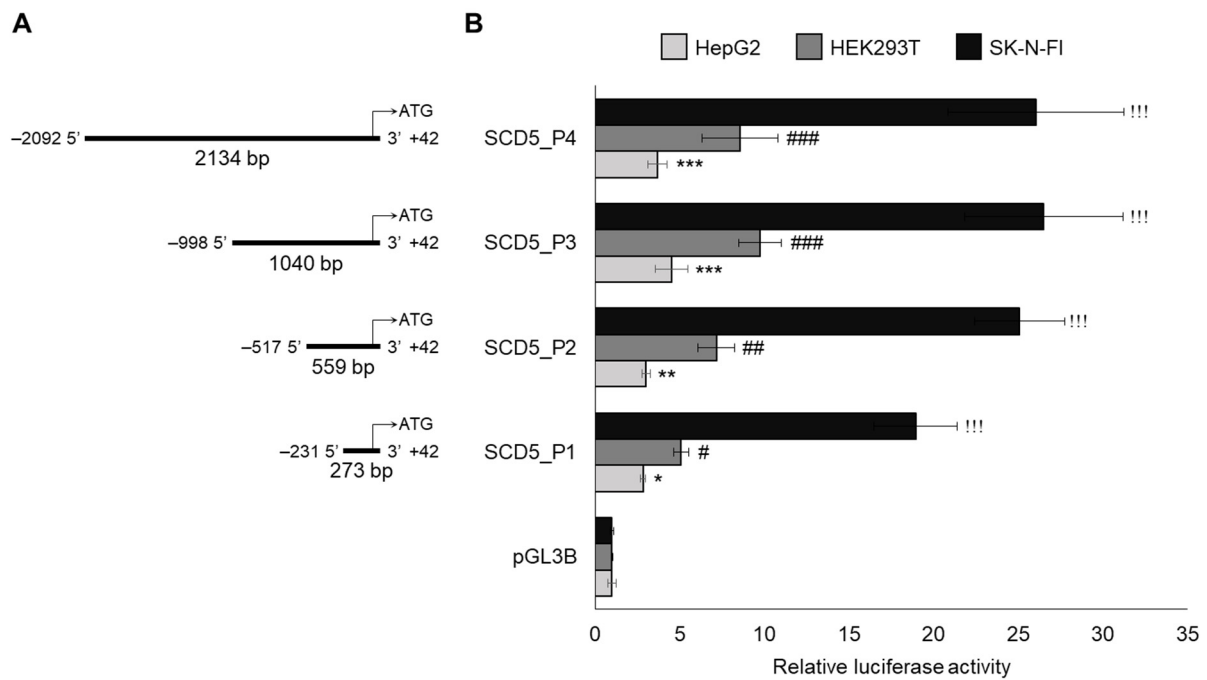 A
B
HepG2 HEK293T SK-N-FI
ATG
–2092 5’ 3’ +42
2134 bp
SCD5_P4
!!!
###
***
ATG
–998 5’ 3’ +42
1040 bp
SCD5_P3
!!!
###
***
ATG
–517 5’ 3’ +42
559 bp
SCD5_P2
!!!
##
**
ATG
–231 5’ 3’ +42
273 bp
SCD5_P1
!!!
#
*
pGL3B
0 5 10 15 20 25 30 35
Relative luciferase activity